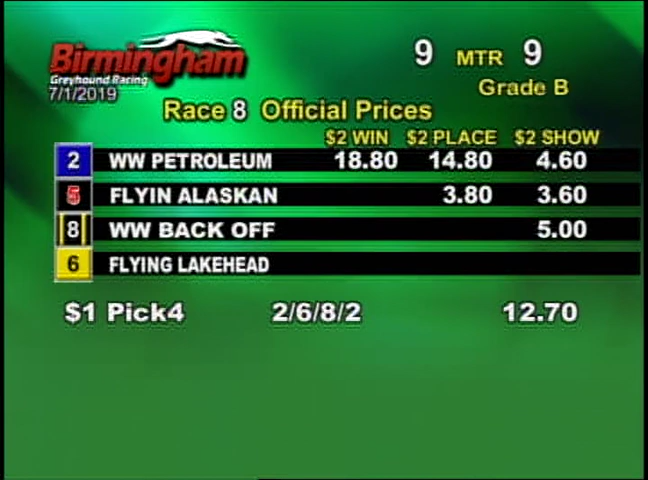 Birmingham
Greyhound Racing
7/1/2019
9 MTR 9
Grade B
Race 8 Official Prices
$2 WIN $2 PLACE $2 SHOW
2 WW PETROLEUM 18.80 14.80 4.60
5 FLYIN ALASKAN 3.80 3.60
8 WW BACK OFF 5.00
6 FLYING LAKEHEAD
$1 Pick4 2/6/8/2 12.70